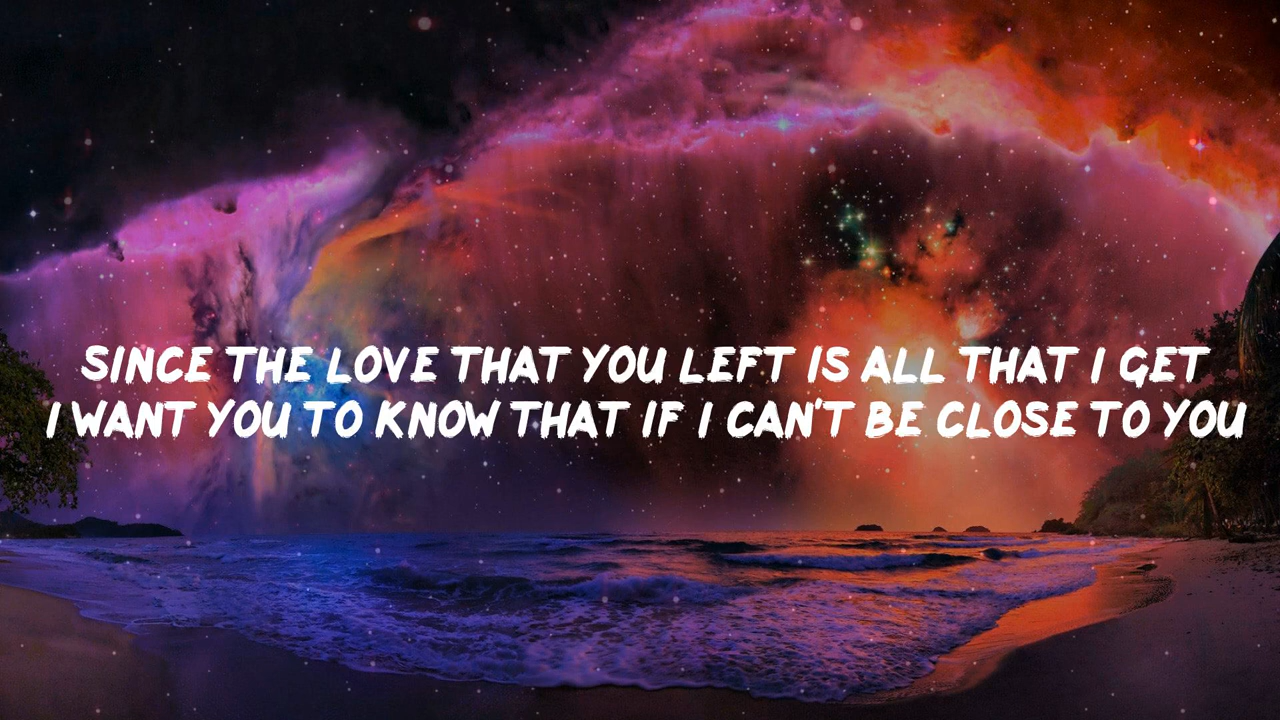 SINCE THE LOVE THAT YOU LEFT IS ALL THAT I GET
I WANT YOU TO KNOW THAT IF I CAN'T BE CLOSE TO YOU